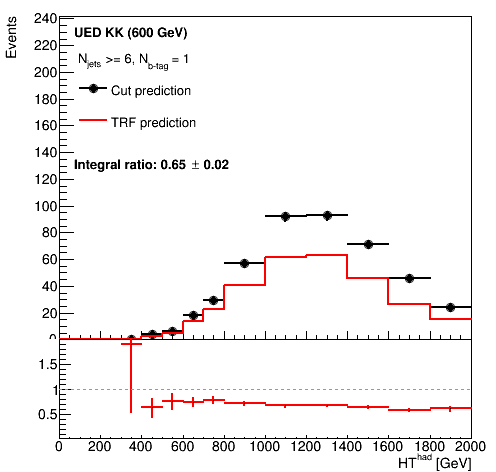 Events
240
220
200
180
160
140
120
100
80
60
40
20
0
UED KK (600 GeV)
N_jets >= 6, N_b-tag = 1
Cut prediction
TRF prediction
Integral ratio: 0.65 ± 0.02
1.5
1
0.5
0 200 400 600 800 1000 1200 1400 1600 1800 2000
HT^had [GeV]